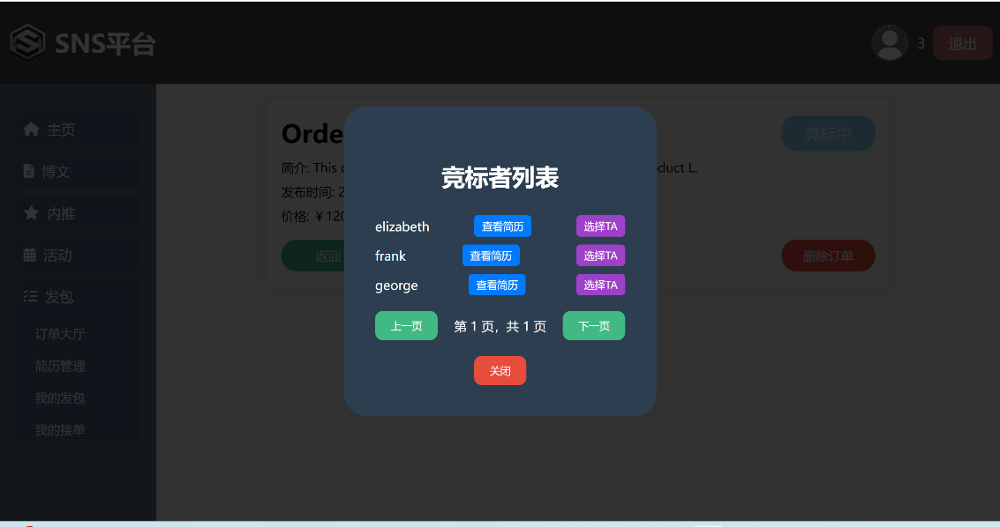 SNS平台
3
退出
主页
博文
内推
活动
发包
订单大厅
简历管理
我的发包
我的接单
Orde
竞标中
简介: This
duct L.
发布时间: 2
价格: ￥120
返回
删除订单
竞标者列表
elizabeth
查看简历
选择TA
frank
查看简历
选择TA
george
查看简历
选择TA
上一页
第 1 页，共 1 页
下一页
关闭